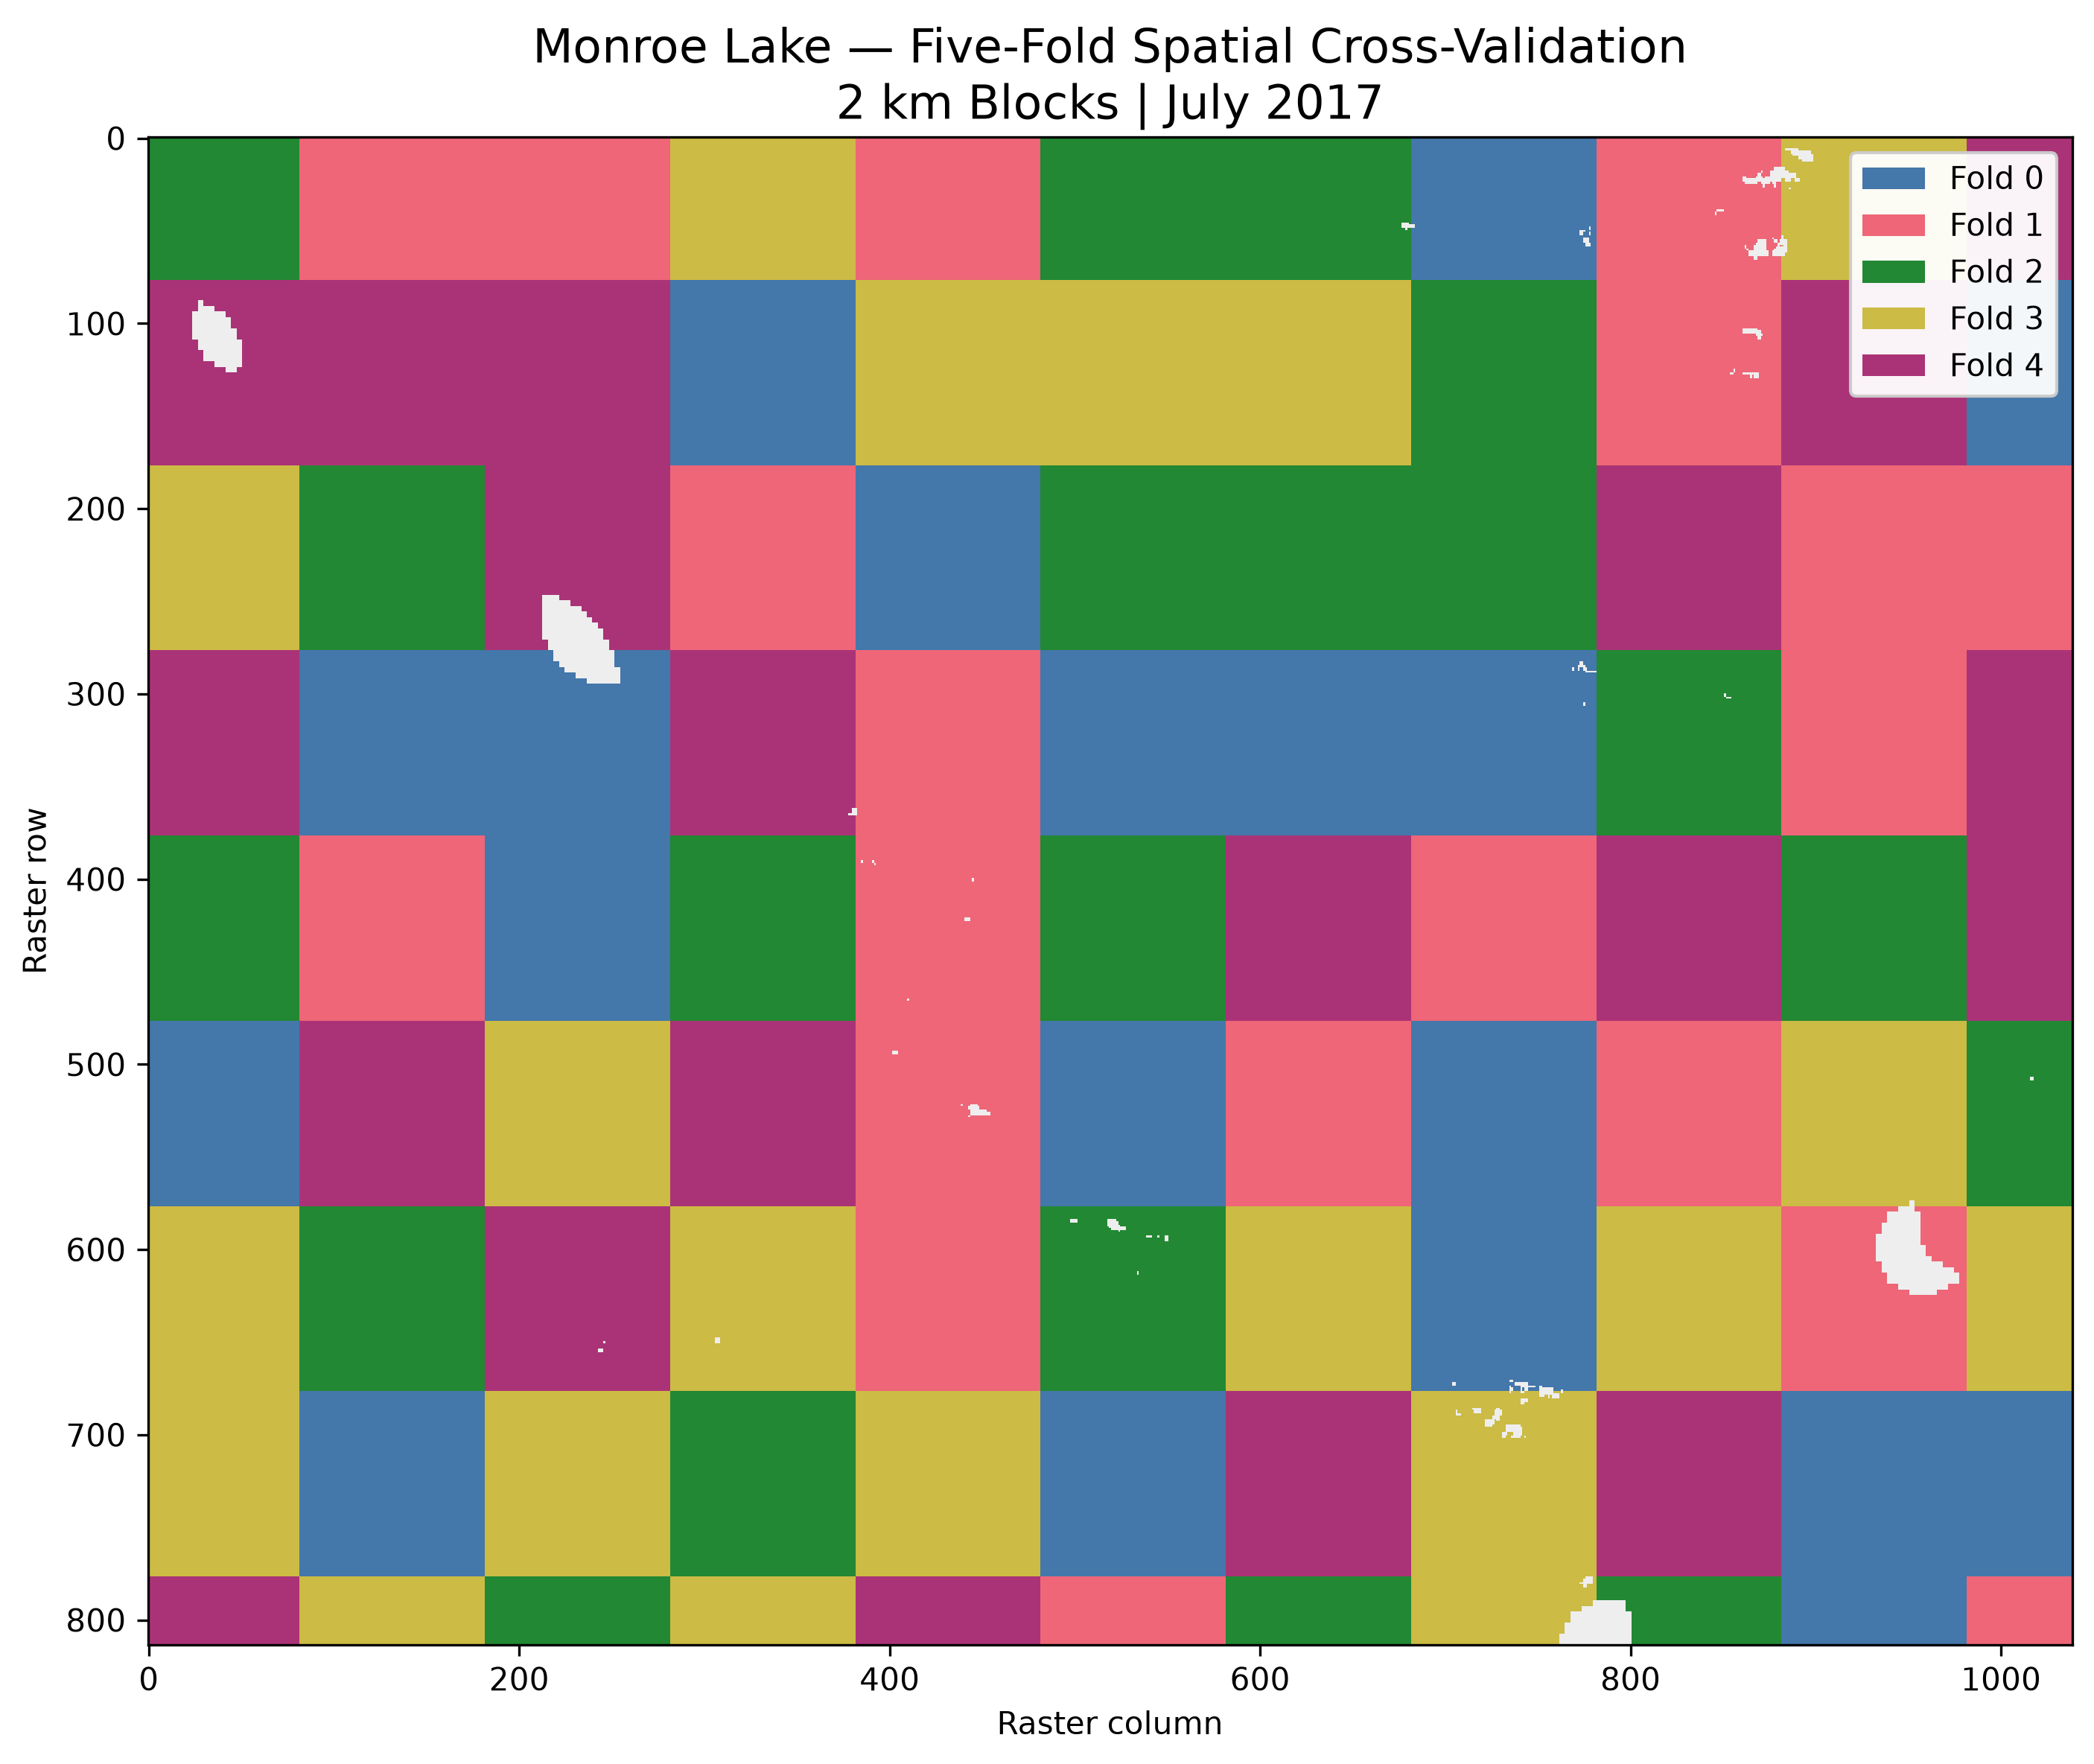 Monroe Lake — Five-Fold Spatial Cross-Validation
2 km Blocks | July 2017
Fold 0
Fold 1
Fold 2
Fold 3
Fold 4
0
100
200
300
400
500
600
700
800
Raster row
0
200
400
600
800
1000
Raster column